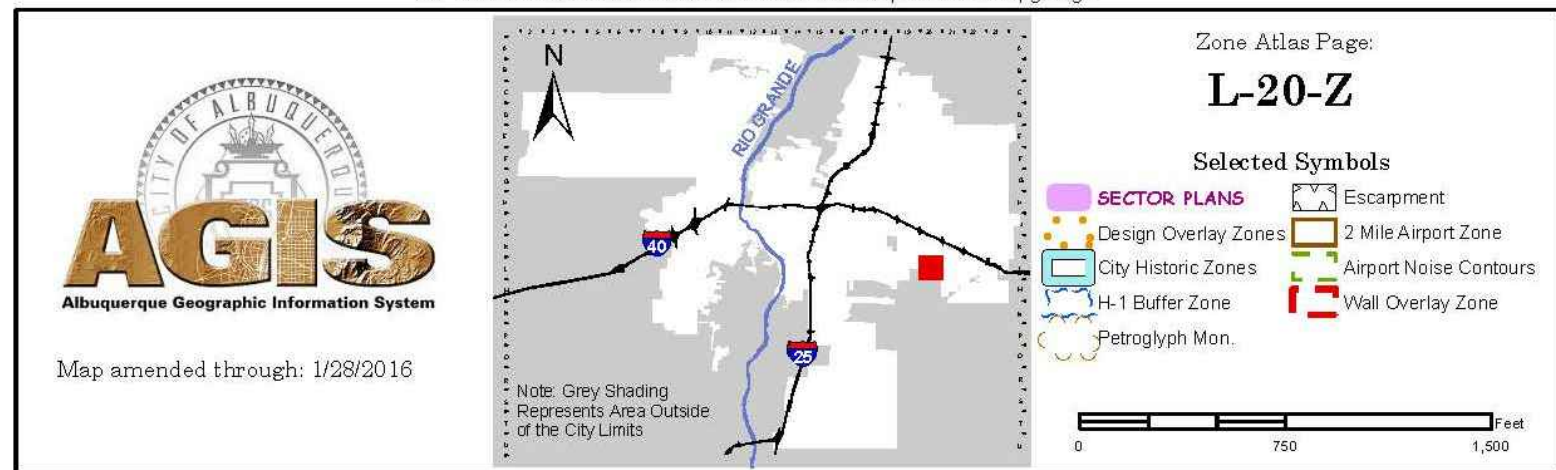 CITY OF ALBUQUERQUE
AGIS
Albuquerque Geographic Information System
Map amended through: 1/28/2016
N
RIO GRANDE
40
25
Note: Grey Shading
Represents Area Outside
of the City Limits
Zone Atlas Page:
L-20-Z
Selected Symbols
SECTOR PLANS
Escarpment
Design Overlay Zones
2 Mile Airport Zone
City Historic Zones
Airport Noise Contours
H-1 Buffer Zone
Wall Overlay Zone
Petroglyph Mon.
Feet
0 750 1,500